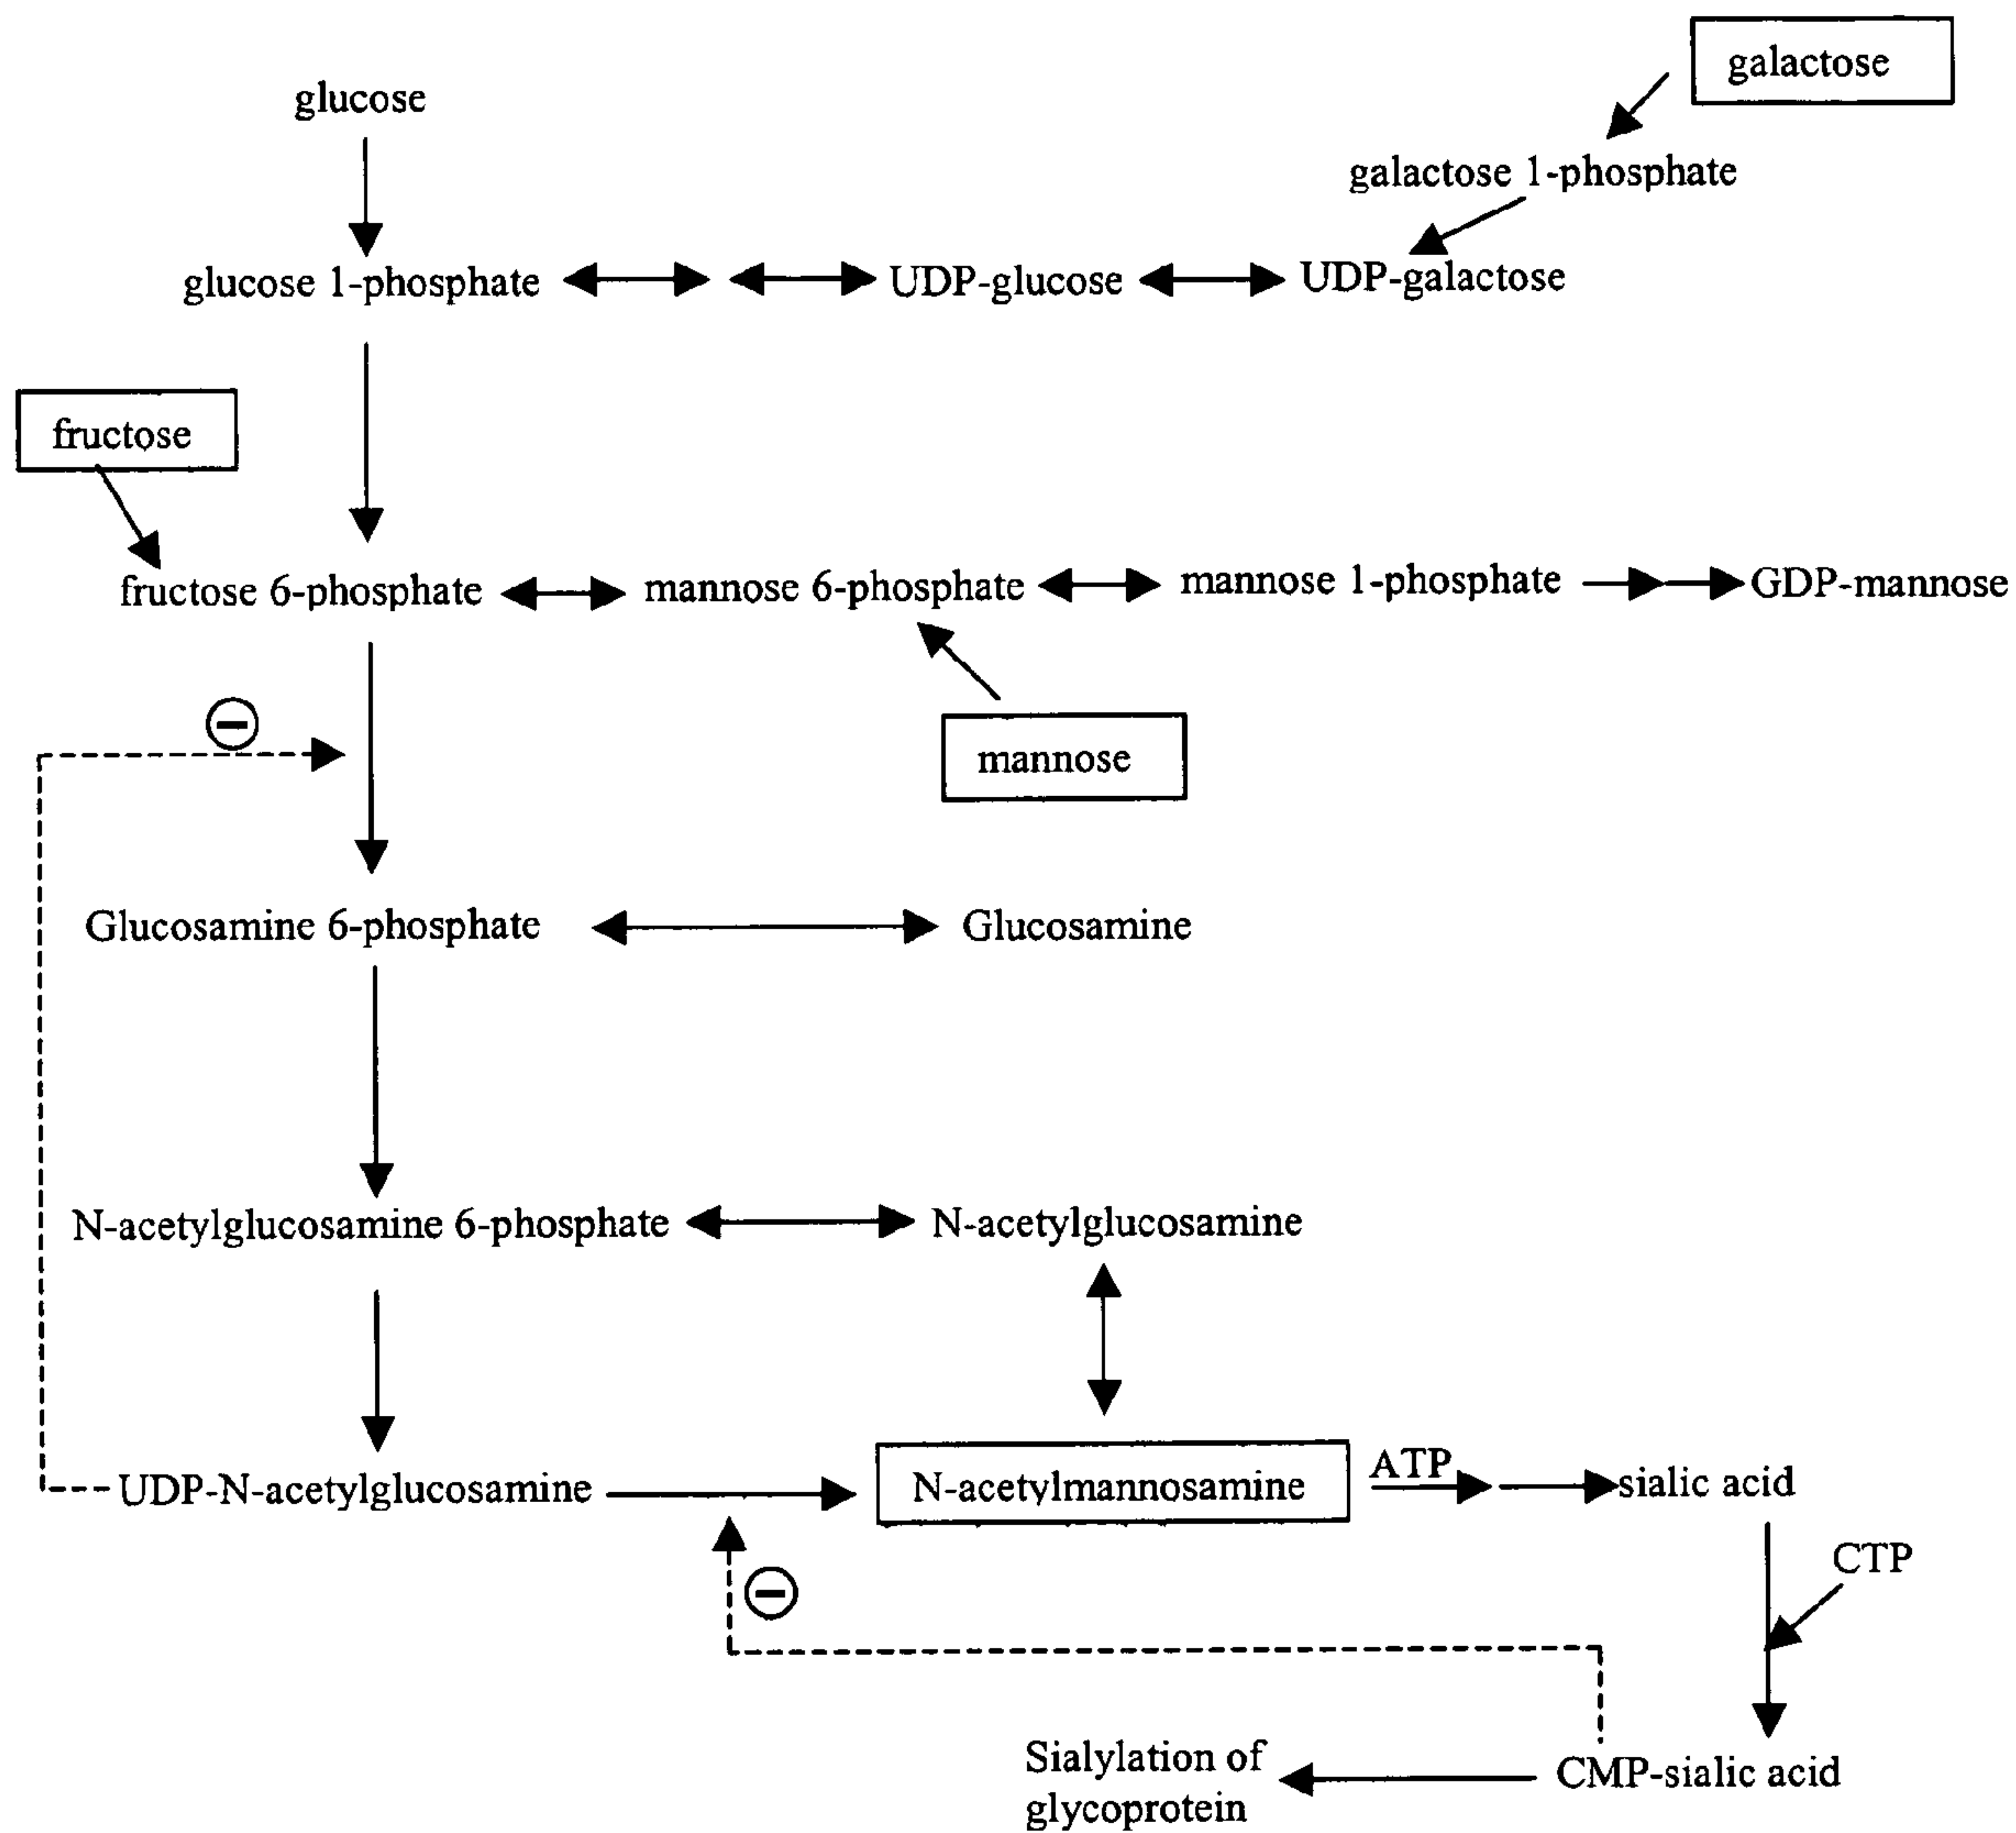 galactose
glucose
galactose 1-phosphate
glucose 1-phosphate UDP-glucose UDP-galactose
fructose
fructose 6-phosphate mannose 6-phosphate mannose 1-phosphate GDP-mannose
mannose
Glucosamine 6-phosphate Glucosamine
N-acetylglucosamine 6-phosphate N-acetylglucosamine
UDP-N-acetylglucosamine N-acetylmannosamine ATP sialic acid
CTP
CMP-sialic acid
Sialylation of
glycoprotein